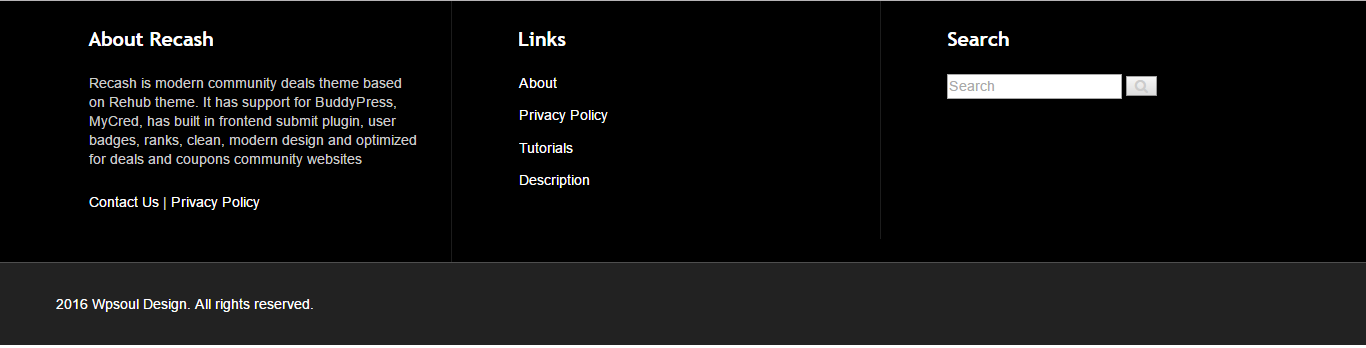 About Recash
Recash is modern community deals theme based
on Rehub theme. It has support for BuddyPress,
MyCred, has built in frontend submit plugin, user
badges, ranks, clean, modern design and optimized
for deals and coupons community websites
Contact Us | Privacy Policy
Links
About
Privacy Policy
Tutorials
Description
Search
Search
2016 Wpsoul Design. All rights reserved.